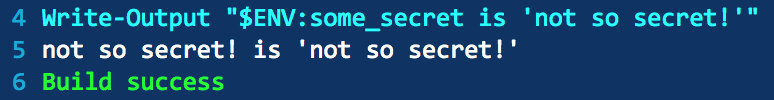 4 Write-Output "$ENV:some_secret is 'not so secret!'"
5 not so secret! is 'not so secret!'
6 Build success